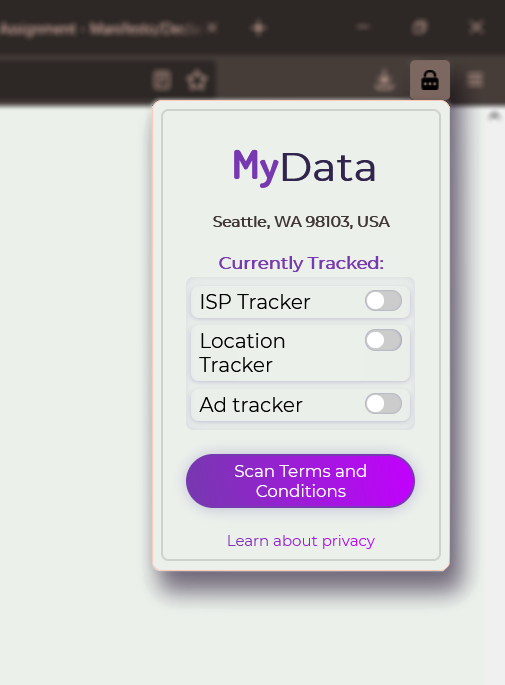 Assignment - Manifesto/De
MyData
Seattle, WA 98103, USA
Currently Tracked:
ISP Tracker
Location
Tracker
Ad tracker
Scan Terms and
Conditions
Learn about privacy